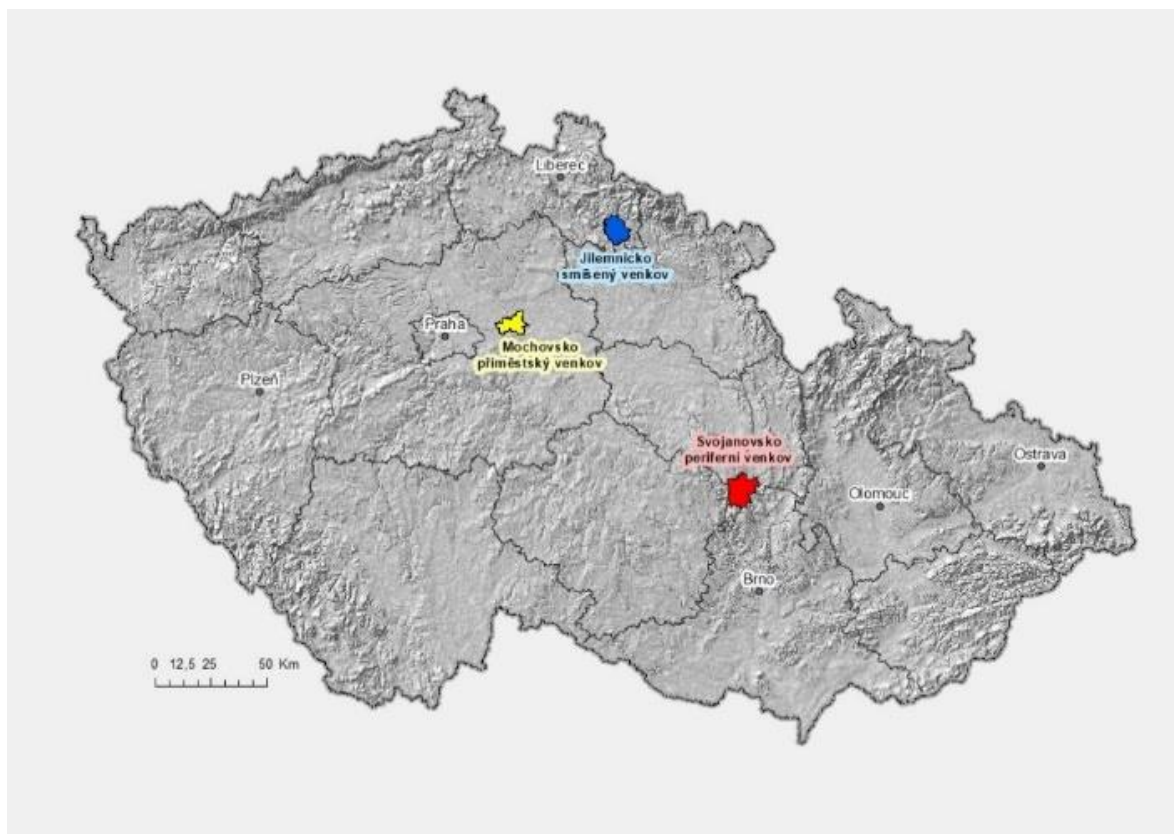 Liberec
Jilemnicko
smíšený venkov
Praha
Mochovsko
příměstský venkov
Plzeň
Svojanovsko
periferní venkov
Ostrava
Olomouc
Brno
0 12,5 25 50 Km